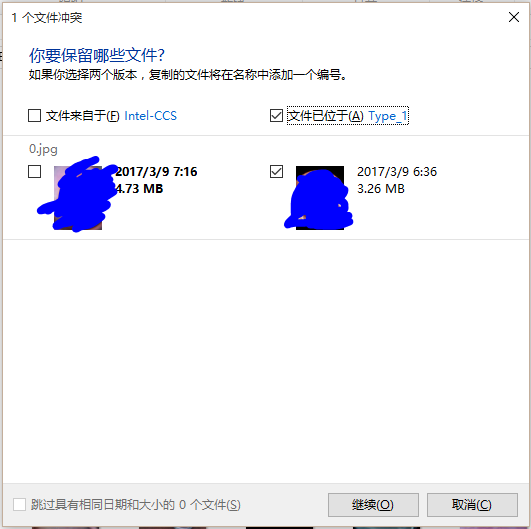 1 个文件冲突
你要保留哪些文件?
如果你选择两个版本，复制的文件将在名称中添加一个编号。
文件来自于(F) Intel-CCS
文件已位于(A) Type_1
0.jpg
2017/3/9 7:16
4.73 MB
2017/3/9 6:36
3.26 MB
跳过具有相同日期和大小的 0 个文件(S)
继续(O)
取消(C)